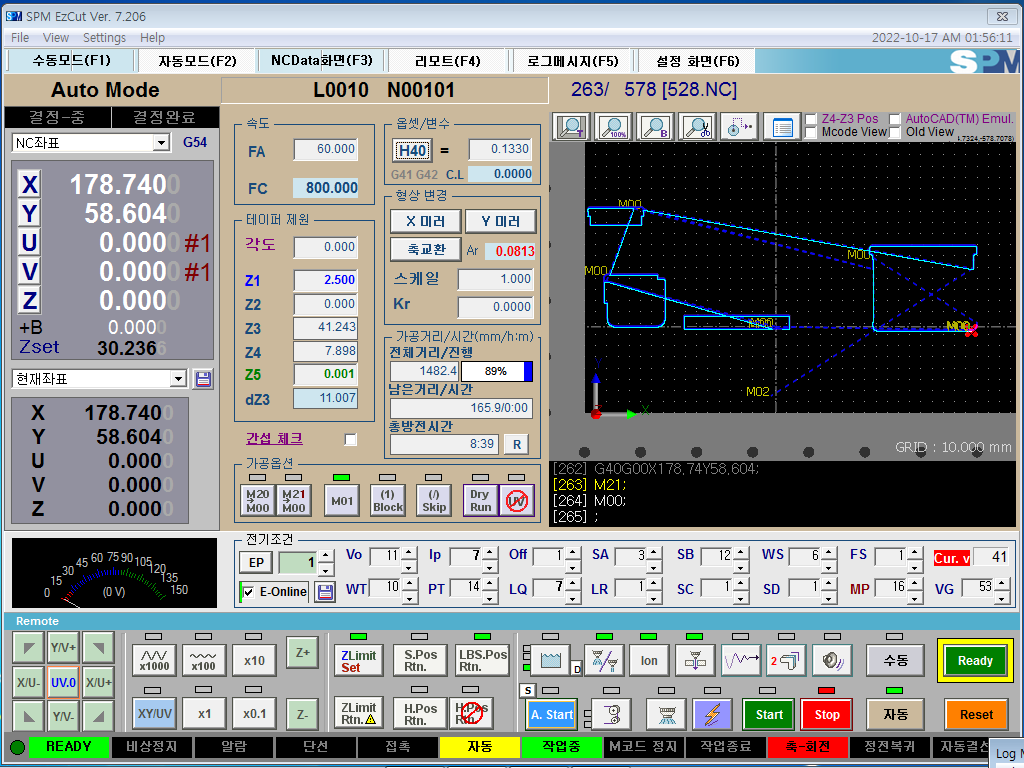 SPM EzCut Ver. 7.206
File View Settings Help
2022-10-17 AM 01:56:11
수동모드(F1) 자동모드(F2) NCData화면(F3) 리모트(F4) 로그메시지(F5) 설정 화면(F6)
SPM
Auto Mode
L0010 N00101
263/ 578 [528.NC]
결정-중 결정완료
NC좌표 G54
X 178.7400
Y 58.6040
U 0.0000 #1
V 0.0000 #1
Z 0.0000
+B 0.0000
Zset 30.2366
현재좌표
X 178.7400
Y 58.6040
U 0.0000
V 0.0000
Z 0.0000
속도
FA 60.000
FC 800.000
테이퍼 제원
각도 0.000
Z1 2.500
Z2 0.000
Z3 41.243
Z4 7.898
Z5 0.001
dZ3 11.007
간섭 체크
옵셋/변수
H40 = 0.1330
G41 G42 C.L 0.0000
형상 변경
X 미러 Y 미러
축교환 Ar 0.0813
스케일 1.000
Kr 0.0000
가공거리/시간(mm/h:m)
전체거리/진행
1482.4 89%
남은거리/시간
165.9/0:00
총방전시간
8:39 R
가공옵션
M20 M00 M21 M00 M01 (1) Block (/) Skip Dry Run UV
T 100% B
Z4-Z3 Pos AutoCAD(TM) Emul.
Mcode View Old View
M00
M00
M00
M00
M00
M02
Y
X
GRID : 10.000 mm
[262] G40G00X178,74Y58,604;
[263] M21;
[264] M00;
[265] ;
0 15 30 45 60 75 90 105 120 135 150
(0 V)
전기조건
EP 1
E-Online
Vo 11 Ip 7 Off 1 SA 3 SB 12 WS 6 FS 1 Cur. v 41
WT 10 PT 14 LQ 7 LR 1 SC 1 SD 1 MP 16 VG 53
Remote
Y/V+
X/U- UV.0 X/U+
Y/V-
x1000 x100 x10 Z+
XY/UV x1 x0.1 Z-
ZLimit Set S.Pos Rtn. LBS.Pos Rtn.
ZLimit Rtn. H.Pos Rtn.
D Ion 2 수동 Ready
S A. Start Start Stop 자동 Reset
READY 비상정지 알람 단선 접촉 자동 작업중 M코드 정지 작업종료 축-회전 정전복귀 자동결선
Log